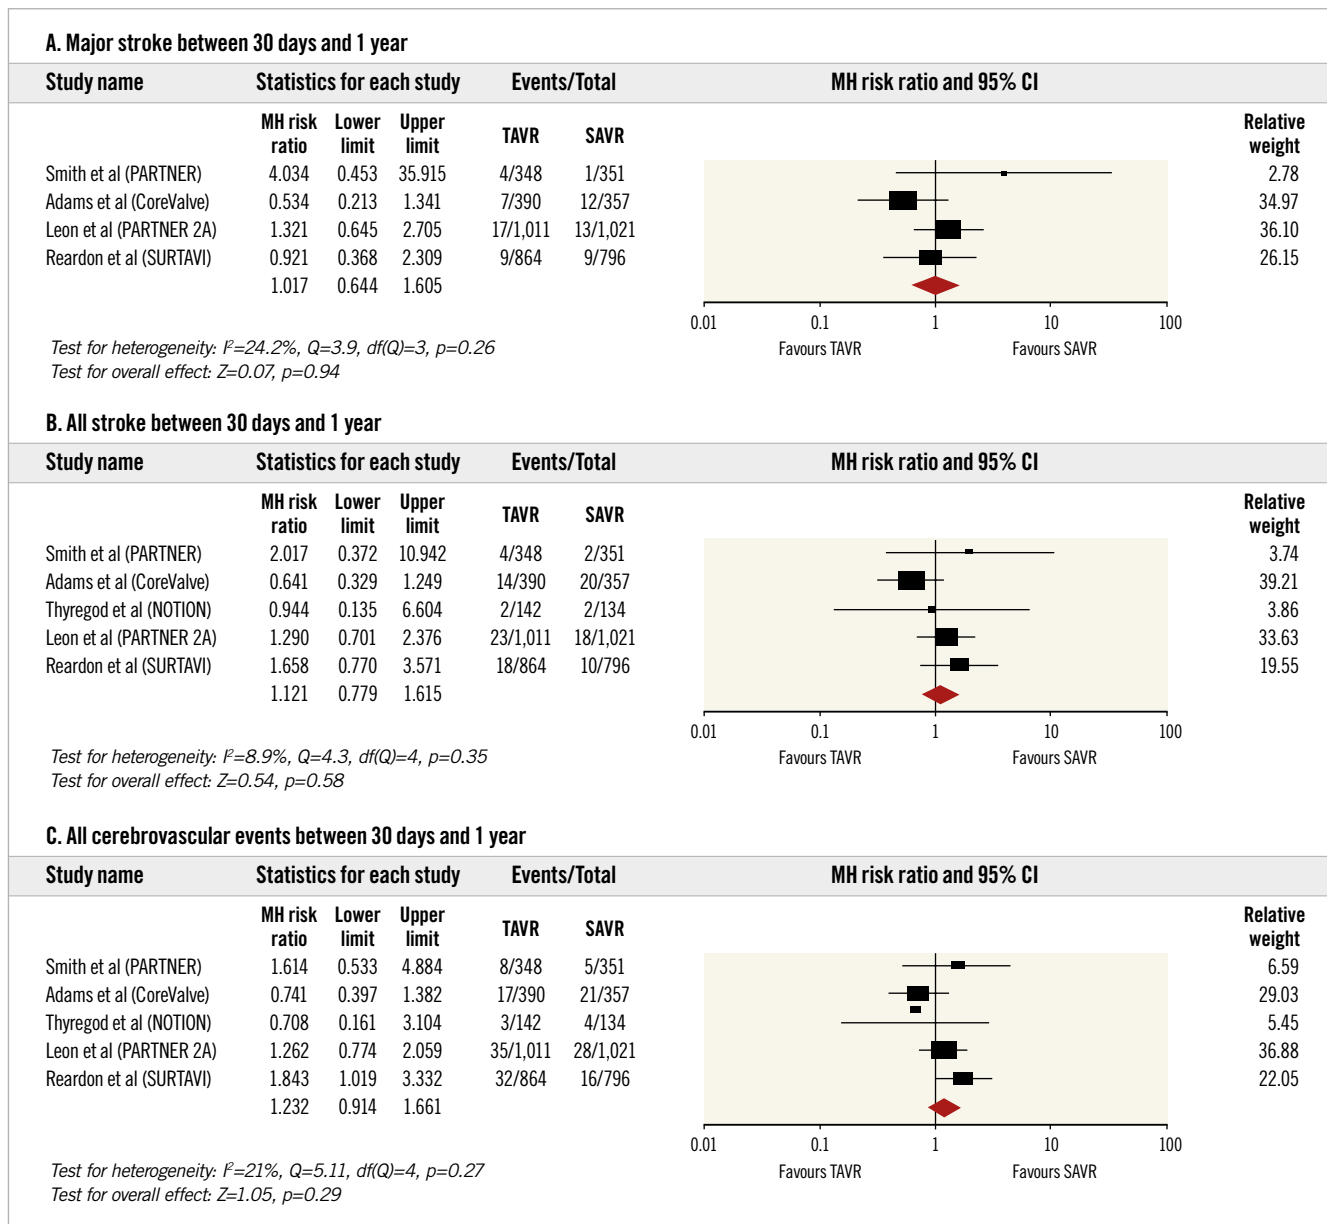 A. Major stroke between 30 days and 1 year
Study name Statistics for each study Events/Total MH risk ratio and 95% CI
MH risk ratio Lower limit Upper limit TAVR SAVR Relative weight
Smith et al (PARTNER) 4.034 0.453 35.915 4/348 1/351 2.78
Adams et al (CoreValve) 0.534 0.213 1.341 7/390 12/357 34.97
Leon et al (PARTNER 2A) 1.321 0.645 2.705 17/1,011 13/1,021 36.10
Reardon et al (SURTAVI) 0.921 0.368 2.309 9/864 9/796 26.15
1.017 0.644 1.605
0.01 0.1 1 10 100
Favours TAVR Favours SAVR
Test for heterogeneity: I²=24.2%, Q=3.9, df(Q)=3, p=0.26
Test for overall effect: Z=0.07, p=0.94
B. All stroke between 30 days and 1 year
Study name Statistics for each study Events/Total MH risk ratio and 95% CI
MH risk ratio Lower limit Upper limit TAVR SAVR Relative weight
Smith et al (PARTNER) 2.017 0.372 10.942 4/348 2/351 3.74
Adams et al (CoreValve) 0.641 0.329 1.249 14/390 20/357 39.21
Thyregod et al (NOTION) 0.944 0.135 6.604 2/142 2/134 3.86
Leon et al (PARTNER 2A) 1.290 0.701 2.376 23/1,011 18/1,021 33.63
Reardon et al (SURTAVI) 1.658 0.770 3.571 18/864 10/796 19.55
1.121 0.779 1.615
0.01 0.1 1 10 100
Favours TAVR Favours SAVR
Test for heterogeneity: I²=8.9%, Q=4.3, df(Q)=4, p=0.35
Test for overall effect: Z=0.54, p=0.58
C. All cerebrovascular events between 30 days and 1 year
Study name Statistics for each study Events/Total MH risk ratio and 95% CI
MH risk ratio Lower limit Upper limit TAVR SAVR Relative weight
Smith et al (PARTNER) 1.614 0.533 4.884 8/348 5/351 6.59
Adams et al (CoreValve) 0.741 0.397 1.382 17/390 21/357 29.03
Thyregod et al (NOTION) 0.708 0.161 3.104 3/142 4/134 5.45
Leon et al (PARTNER 2A) 1.262 0.774 2.059 35/1,011 28/1,021 36.88
Reardon et al (SURTAVI) 1.843 1.019 3.332 32/864 16/796 22.05
1.232 0.914 1.661
0.01 0.1 1 10 100
Favours TAVR Favours SAVR
Test for heterogeneity: I²=21%, Q=5.11, df(Q)=4, p=0.27
Test for overall effect: Z=1.05, p=0.29